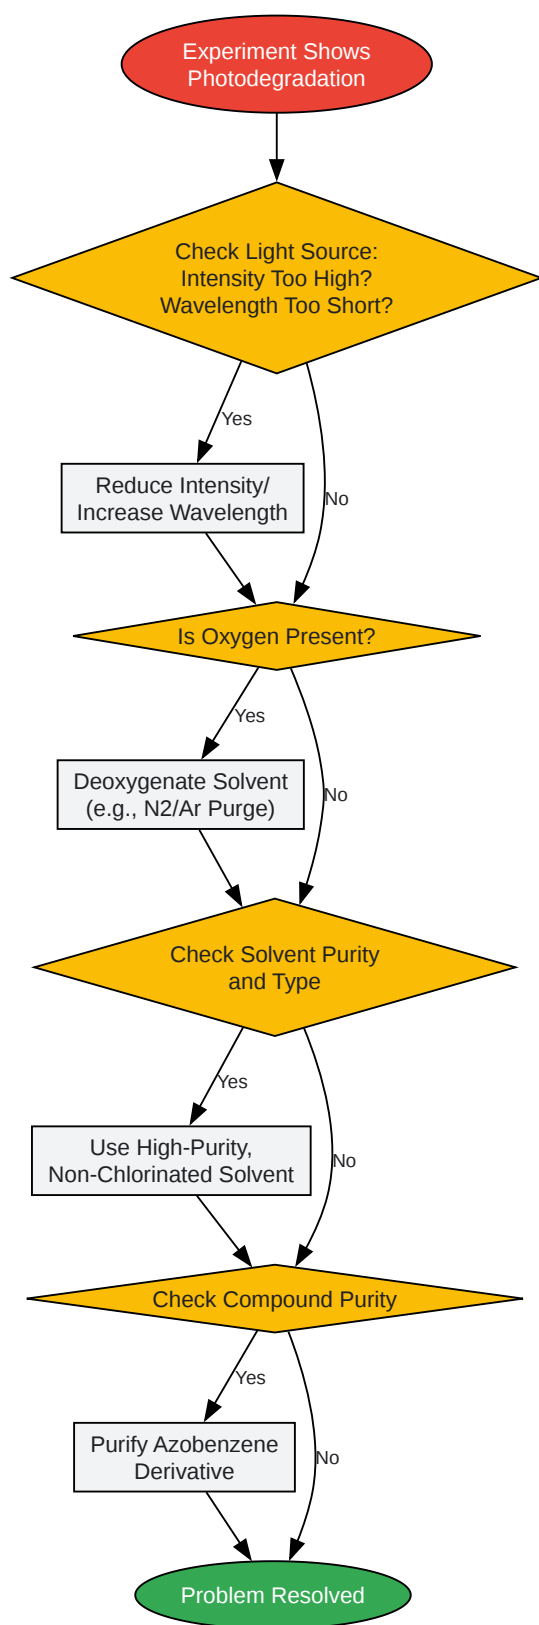 Experiment Shows
Photodegradation
Check Light Source:
Intensity Too High?
Wavelength Too Short?
Yes
Reduce Intensity/
Increase Wavelength
No
Is Oxygen Present?
Yes
Deoxygenate Solvent
(e.g., N2/Ar Purge)
No
Check Solvent Purity
and Type
Yes
Use High-Purity,
Non-Chlorinated Solvent
No
Check Compound Purity
Yes
Purify Azobenzene
Derivative
No
Problem Resolved